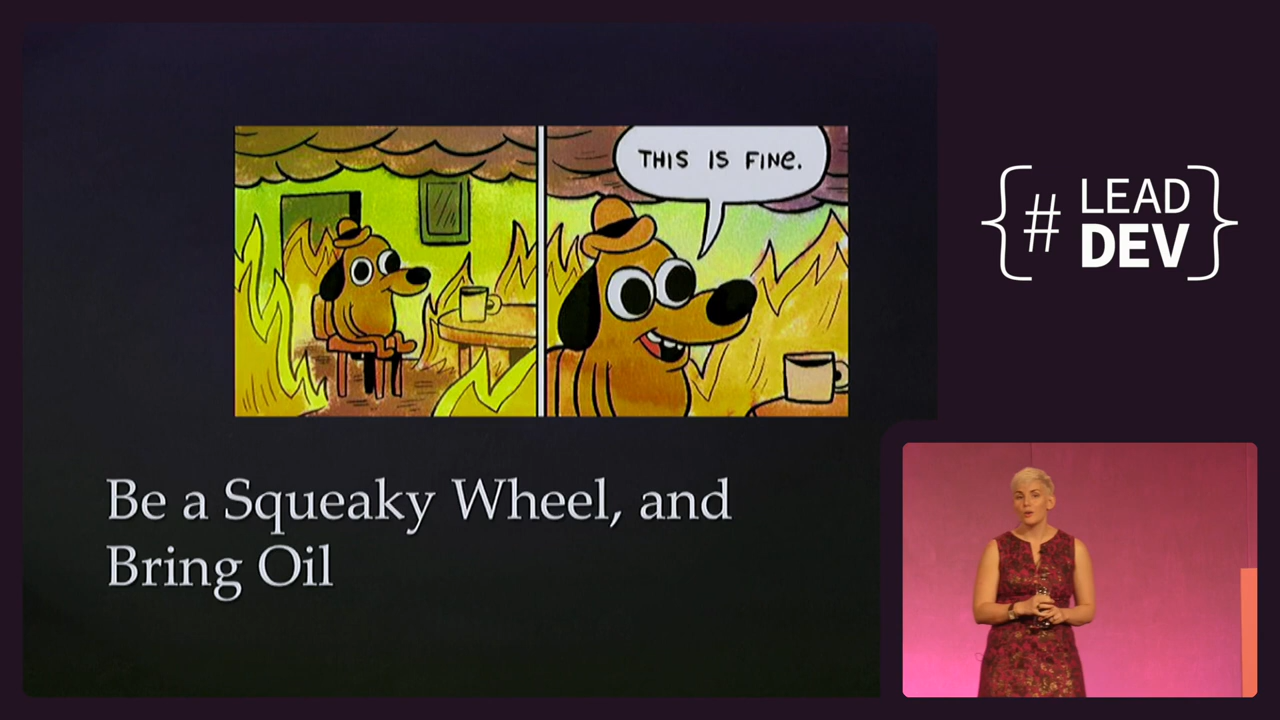 THIS IS FINE.
Be a Squeaky Wheel, and
Bring Oil
{# LEAD
DEV}